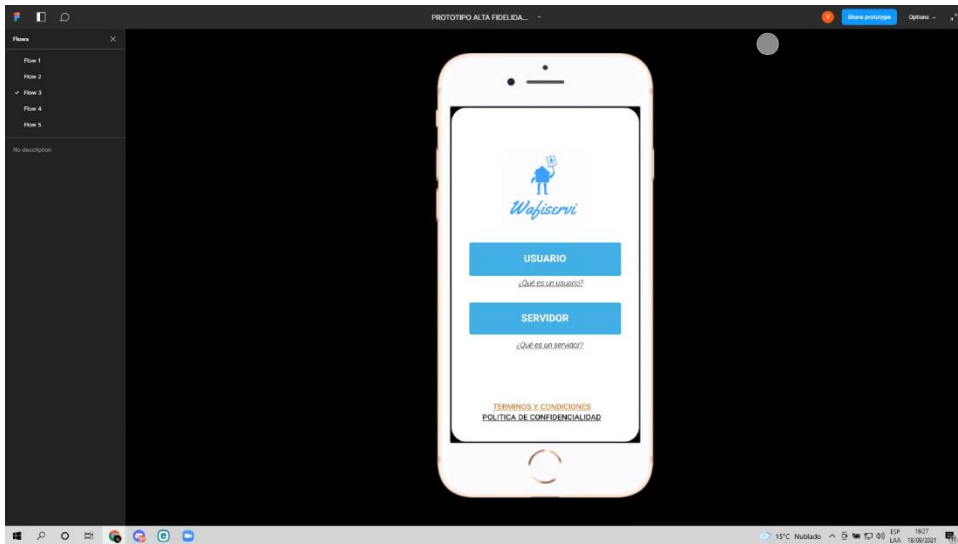 PROTOTIPO ALTA FIDELIDA...
Share prototype
Options
Flows
Flow 1
Flow 2
Flow 3
Flow 4
Flow 5
No description
Wafiservi
USUARIO
¿Qué es un usuario?
SERVIDOR
¿Qué es un servidor?
TERMINOS Y CONDICIONES
POLITICA DE CONFIDENCIALIDAD
15°C Nublado
ESP
LAA
16:27
18/09/2021